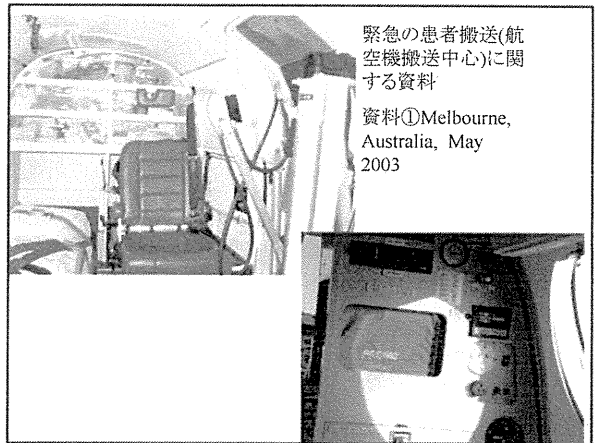 緊急の患者搬送(航
空機搬送中心)に関
する資料
資料①Melbourne,
Australia, May
2003